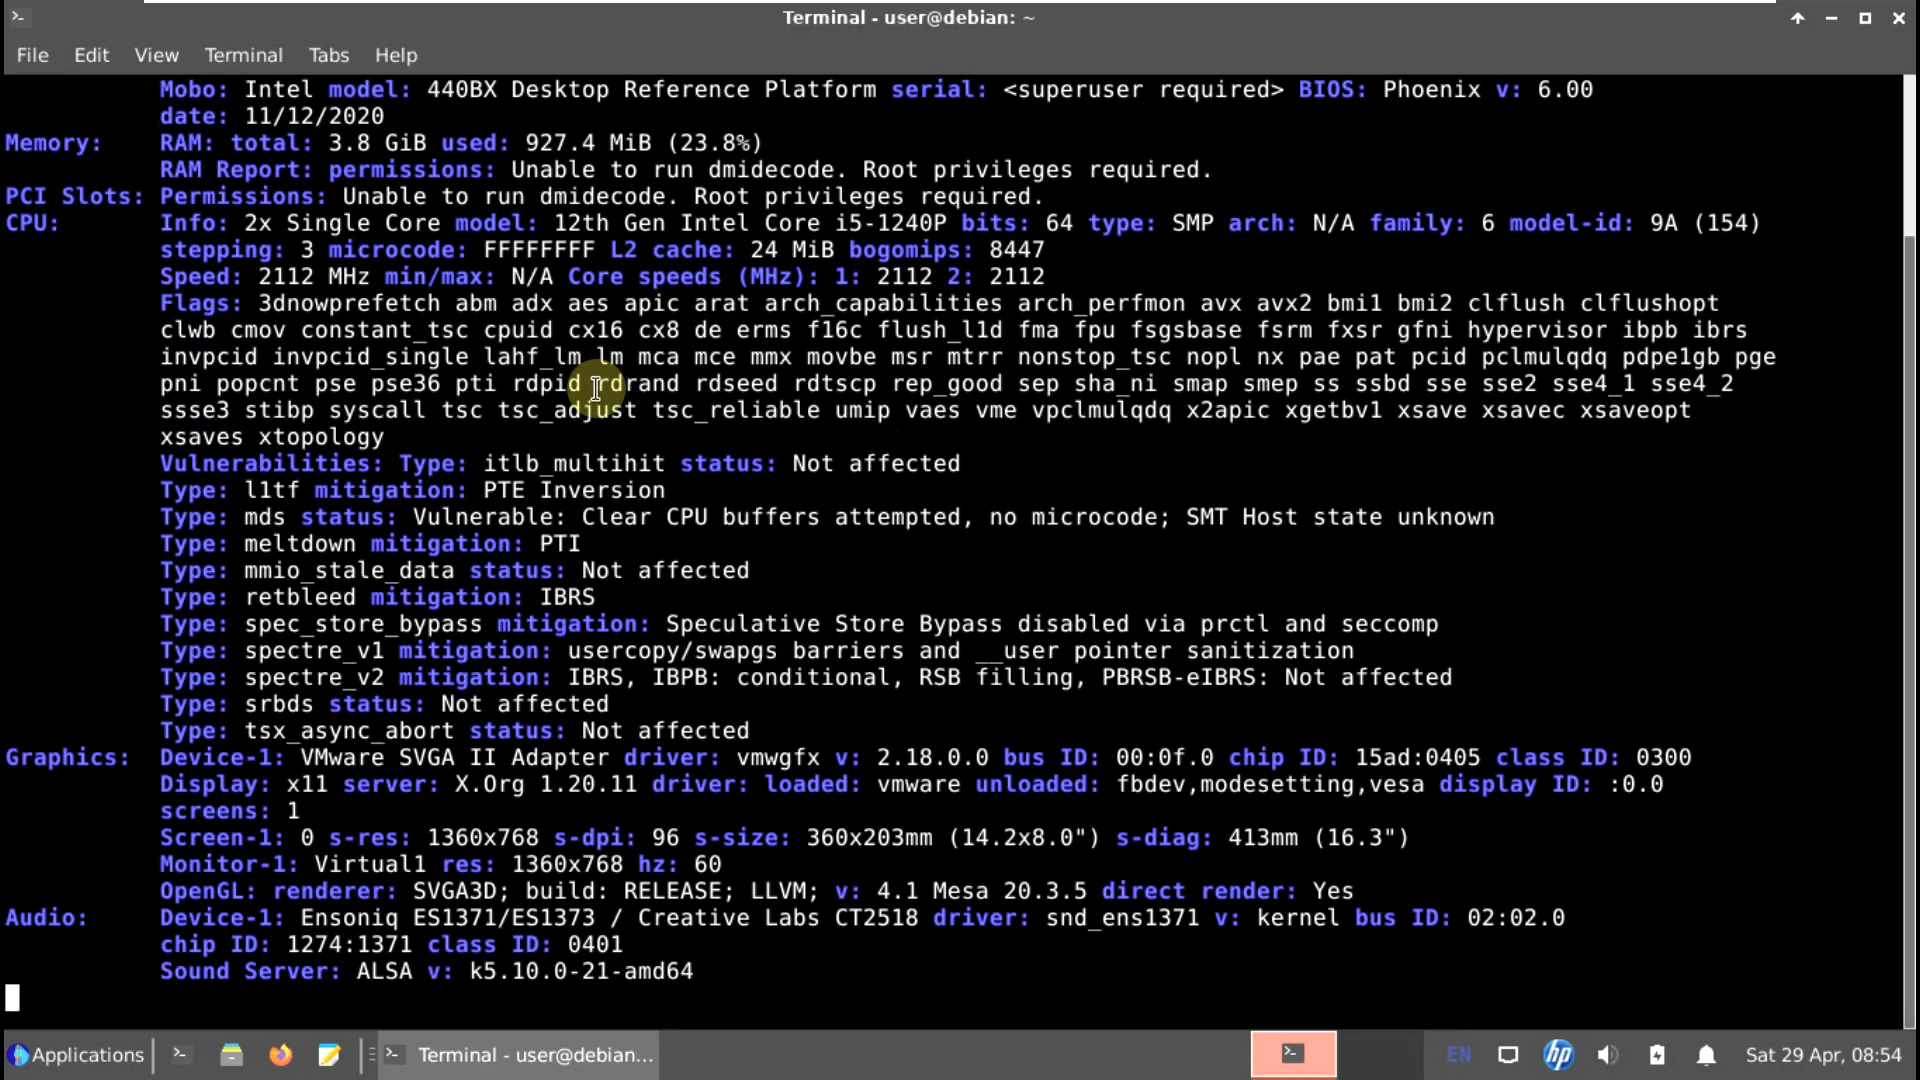 Terminal - user@debian: ~
File Edit View Terminal Tabs Help
Mobo: Intel model: 440BX Desktop Reference Platform serial: <superuser required> BIOS: Phoenix v: 6.00
date: 11/12/2020
Memory: RAM: total: 3.8 GiB used: 927.4 MiB (23.8%)
RAM Report: permissions: Unable to run dmidecode. Root privileges required.
PCI Slots: Permissions: Unable to run dmidecode. Root privileges required.
CPU: Info: 2x Single Core model: 12th Gen Intel Core i5-1240P bits: 64 type: SMP arch: N/A family: 6 model-id: 9A (154)
stepping: 3 microcode: FFFFFFFF L2 cache: 24 MiB bogomips: 8447
Speed: 2112 MHz min/max: N/A Core speeds (MHz): 1: 2112 2: 2112
Flags: 3dnowprefetch abm adx aes apic arat arch_capabilities arch_perfmon avx avx2 bmi1 bmi2 clflush clflushopt
clwb cmov constant_tsc cpuid cx16 cx8 de erms f16c flush_l1d fma fpu fsgsbase fsrm fxsr gfni hypervisor ibpb ibrs
invpcid invpcid_single lahf_lm lm mca mce mmx movbe msr mtrr nonstop_tsc nopl nx pae pat pcid pclmulqdq pdpe1gb pge
pni popcnt pse pse36 pti rdpid rdrand rdseed rdtscp rep_good sep sha_ni smap smep ss ssbd sse sse2 sse4_1 sse4_2
ssse3 stibp syscall tsc tsc_adjust tsc_reliable umip vaes vme vpclmulqdq x2apic xgetbv1 xsave xsavec xsaveopt
xsaves xtopology
Vulnerabilities: Type: itlb_multihit status: Not affected
Type: l1tf mitigation: PTE Inversion
Type: mds status: Vulnerable: Clear CPU buffers attempted, no microcode; SMT Host state unknown
Type: meltdown mitigation: PTI
Type: mmio_stale_data status: Not affected
Type: retbleed mitigation: IBRS
Type: spec_store_bypass mitigation: Speculative Store Bypass disabled via prctl and seccomp
Type: spectre_v1 mitigation: usercopy/swapgs barriers and __user pointer sanitization
Type: spectre_v2 mitigation: IBRS, IBPB: conditional, RSB filling, PBRSB-eIBRS: Not affected
Type: srbds status: Not affected
Type: tsx_async_abort status: Not affected
Graphics: Device-1: VMware SVGA II Adapter driver: vmwgfx v: 2.18.0.0 bus ID: 00:0f.0 chip ID: 15ad:0405 class ID: 0300
Display: x11 server: X.Org 1.20.11 driver: loaded: vmware unloaded: fbdev,modesetting,vesa display ID: :0.0
screens: 1
Screen-1: 0 s-res: 1360x768 s-dpi: 96 s-size: 360x203mm (14.2x8.0") s-diag: 413mm (16.3")
Monitor-1: Virtual1 res: 1360x768 hz: 60
OpenGL: renderer: SVGA3D; build: RELEASE; LLVM; v: 4.1 Mesa 20.3.5 direct render: Yes
Audio: Device-1: Ensoniq ES1371/ES1373 / Creative Labs CT2518 driver: snd_ens1371 v: kernel bus ID: 02:02.0
chip ID: 1274:1371 class ID: 0401
Sound Server: ALSA v: k5.10.0-21-amd64
Applications Terminal - user@debian... EN hp Sat 29 Apr, 08:54